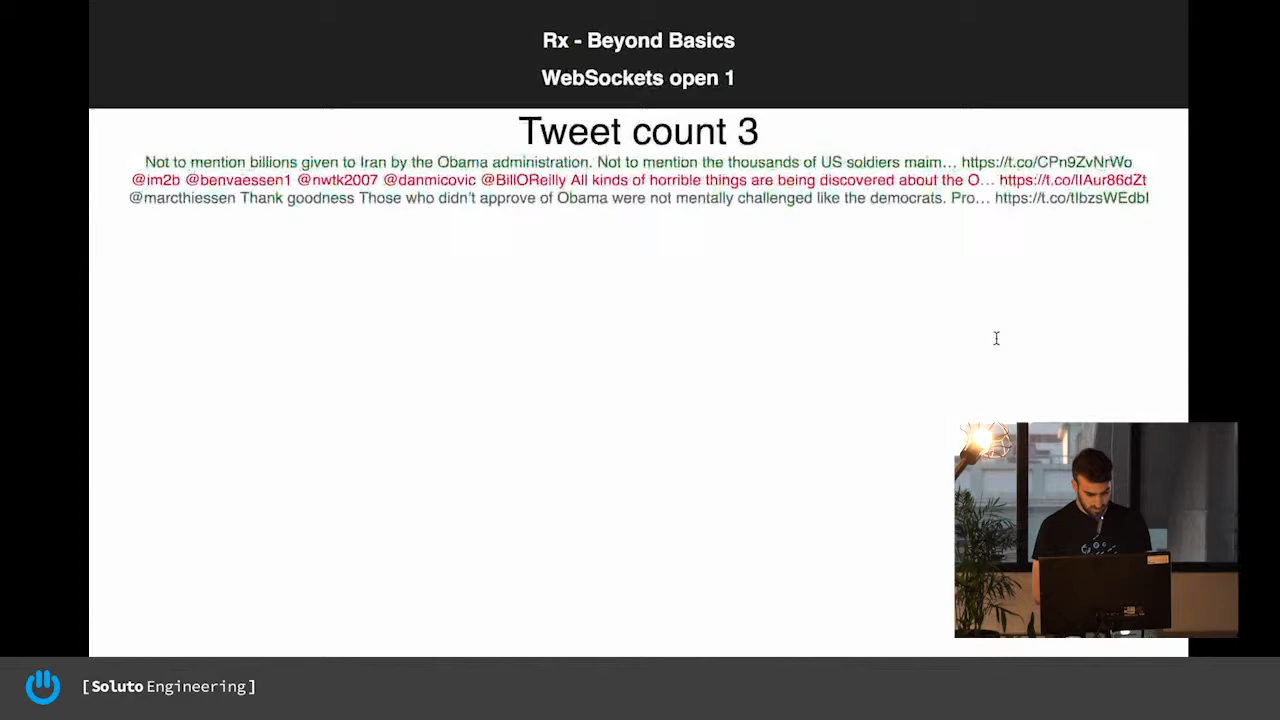 Rx - Beyond Basics
WebSockets open 1
Tweet count 3
Not to mention billions given to Iran by the Obama administration. Not to mention the thousands of US soldiers maim… https://t.co/CPn9ZvNrWo
@im2b @benvaessen1 @nwtk2007 @danmicovic @BillOReilly All kinds of horrible things are being discovered about the O… https://t.co/lIAur86dZt
@marcthiessen Thank goodness Those who didn't approve of Obama were not mentally challenged like the democrats. Pro… https://t.co/tIbzsWEdbI
[Soluto Engineering]